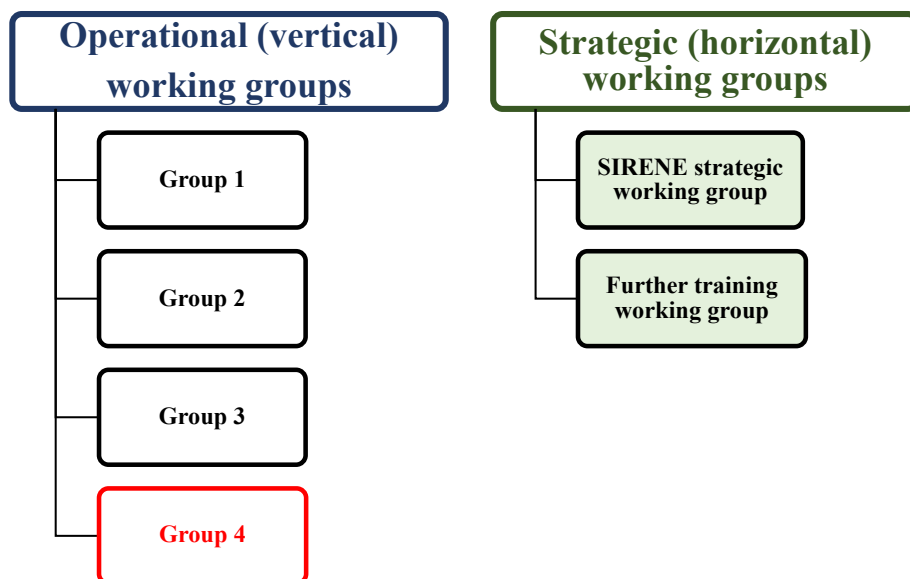 Operational (vertical)
working groups
Group 1
Group 2
Group 3
Group 4
Strategic (horizontal)
working groups
SIRENE strategic
working group
Further training
working group